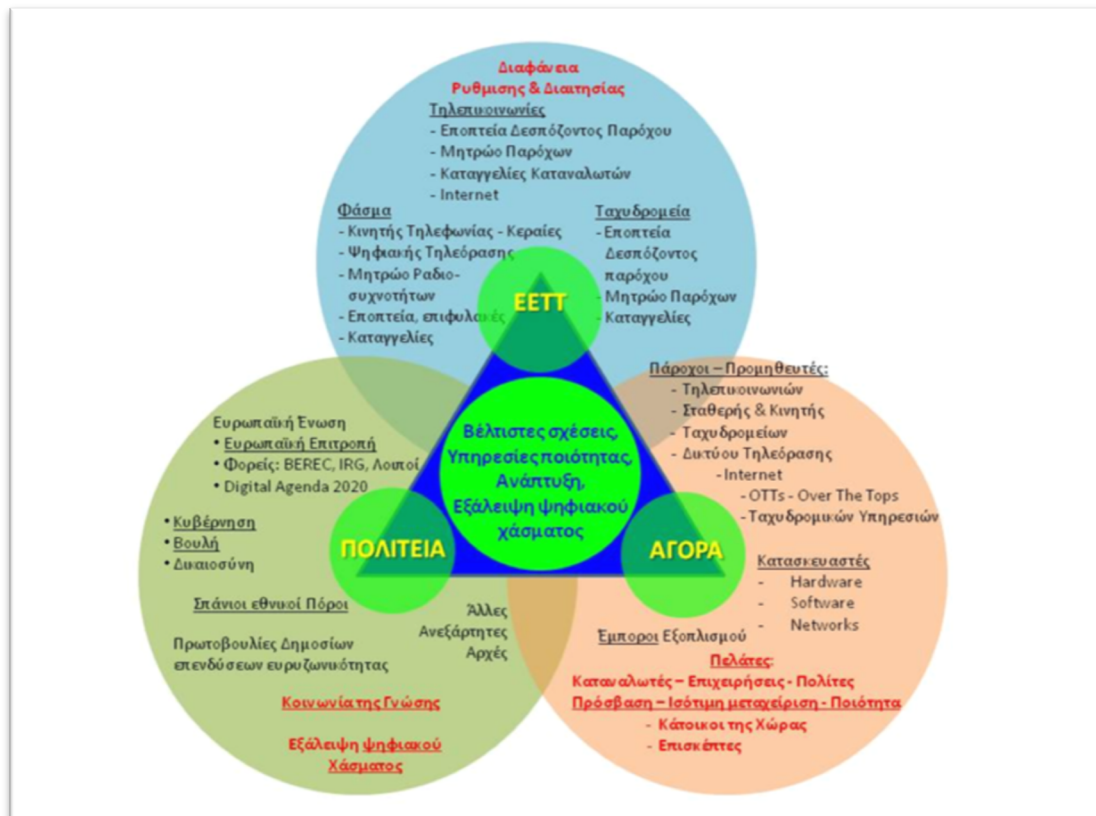 Διαφάνεια
Ρυθμισης & Διαιτησίας
Τηλεπικοινωνίες
- Εποπτεία Δεσπόζοντος Παρόχου
- Μητρώο Παρόχων
- Καταγγελίες Καταναλωτών
- Internet
Φάσμα
- Κινητής Τηλεφωνίας - Κεραίες
- Ψηφιακής Τηλεόρασης
- Μητρώο Ραδιο-
συχνοτήτων
- Εποπτεία, επιφυλακές
- Καταγγελίες
Ταχυδρομεία
- Εποπτεία
Δεσπόζοντος
παρόχου
- Μητρώο Παρόχων
- Καταγγελίες
ΕΕΤΤ
Βέλτιστες σχέσεις,
Υπηρεσίες ποιότητας,
Ανάπτυξη,
Εξάλειψη ψηφιακού
χάσματος
ΠΟΛΙΤΕΙΑ
ΑΓΟΡΑ
Ευρωπαϊκή Ένωση
• Ευρωπαϊκή Επιτροπή
• Φορείς: BEREC, IRG, Λοιποί
• Digital Agenda 2020
• Κυβέρνηση
• Βουλή
• Δικαιοσύνη
Σπάνιοι εθνικοί Πόροι
Πρωτοβουλίες Δημοσίων
επενδύσεων ευρυζωνικότητας
Άλλες
Ανεξάρτητες
Αρχές
Κοινωνία της Γνώσης
Εξάλειψη ψηφιακού
Χάσματος
Πάροχοι – Προμηθευτές:
- Τηλεπικοινωνιών
- Σταθερής & Κινητής
- Ταχυδρομείων
- Δικτύου Τηλεόρασης
- Internet
- OTTs - Over The Tops
- Ταχυδρομικών Υπηρεσιών
Κατασκευαστές
- Hardware
- Software
- Networks
Έμποροι Εξοπλισμού
Πελάτες:
Καταναλωτές – Επιχειρήσεις - Πολίτες
Πρόσβαση – Ισότιμη μεταχείριση - Ποιότητα
- Κάτοικοι της Χώρας
- Επισκέπτες